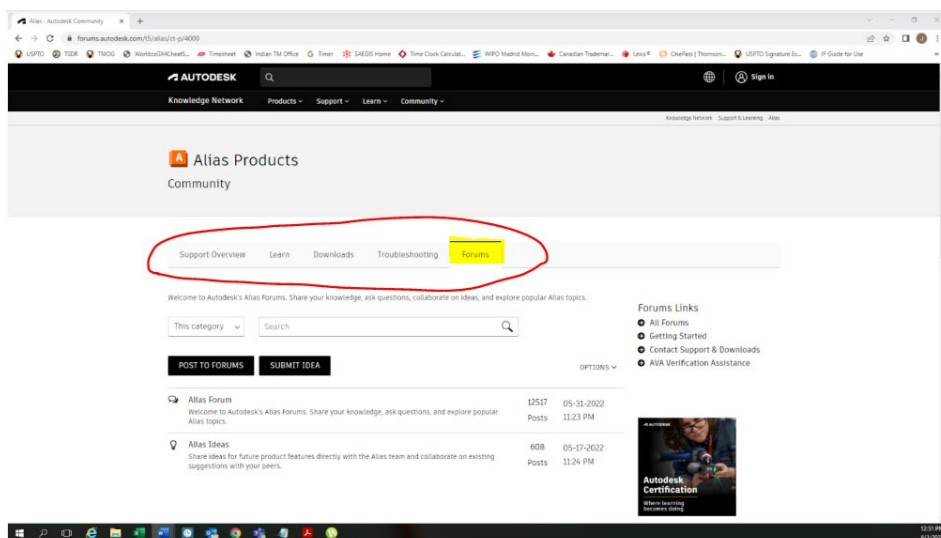 Alias - Autodesk Community
forums.autodesk.com/t5/alias/ct-p/4000
USPTO TSDR TMOG Timesheet Indian TM Office Timer SAEGIS Home Time Clock Calculat... WIPO Madrid Moni... Canadian Trademar... Lexis® OnePass | Thomson... USPTO Signature Ex... IP Guide for Use
AUTODESK
Sign in
Knowledge Network Products Support Learn Community
Knowledge Network Support & Learning Alias
A Alias Products
Community
Support Overview Learn Downloads Troubleshooting Forums
Welcome to Autodesk's Alias Forums. Share your knowledge, ask questions, collaborate on ideas, and explore popular Alias topics.
This category Search
POST TO FORUMS SUBMIT IDEA
OPTIONS
Alias Forum
Welcome to Autodesk's Alias Forums. Share your knowledge, ask questions, and explore popular
Alias topics.
12517
Posts
05-31-2022
11:23 PM
Alias Ideas
Share ideas for future product features directly with the Alias team and collaborate on existing
suggestions with your peers.
608
Posts
05-17-2022
11:24 PM
Forums Links
All Forums
Getting Started
Contact Support & Downloads
AVA Verification Assistance
AUTODESK
Autodesk
Certification
Where learning
becomes doing
12:51 PM